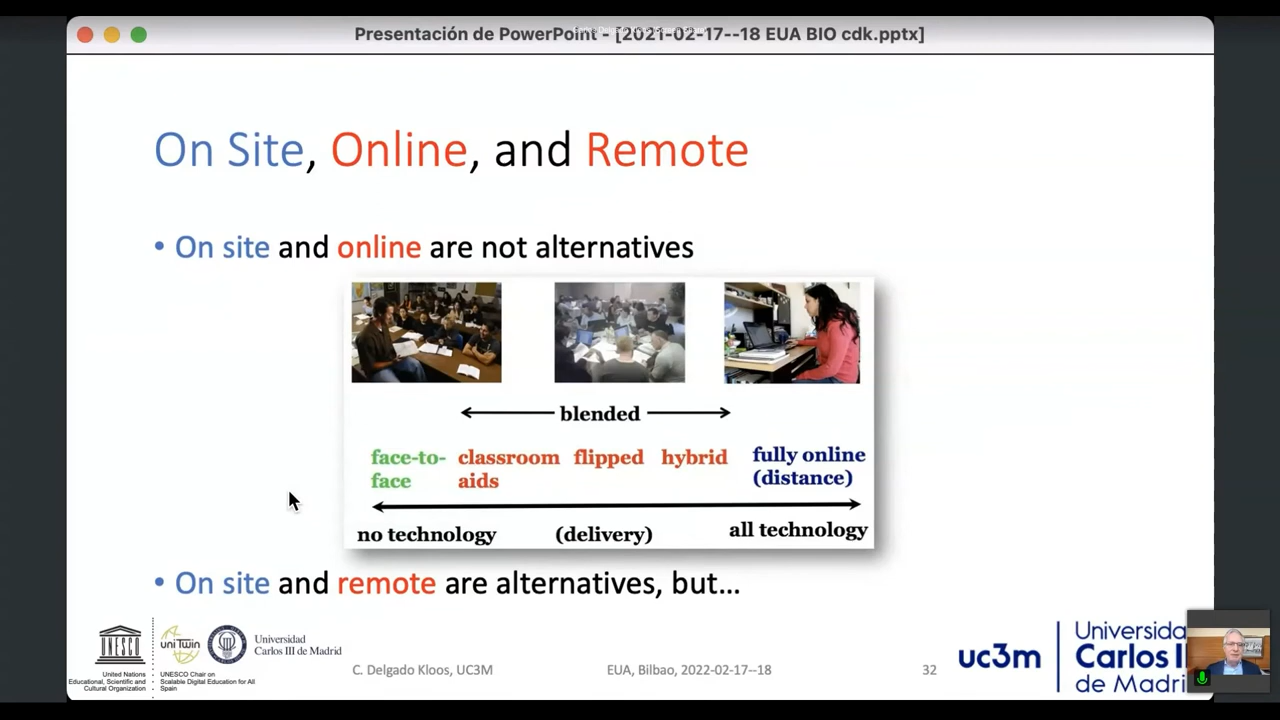 Presentación de PowerPoint - [2021-02-17--18 EUA BIO cdk.pptx]
On Site, Online, and Remote
• On site and online are not alternatives
blended
face-to-face classroom aids flipped hybrid fully online (distance)
no technology (delivery) all technology
• On site and remote are alternatives, but...
UNESCO
United Nations
Educational, Scientific and
Cultural Organization
uniTwin
UNESCO Chair on
Scalable Digital Education for All
Spain
Universidad
Carlos III de Madrid
C. Delgado Kloos, UC3M
EUA, Bilbao, 2022-02-17--18
32
uc3m
Universida
Carlos I
de Madri